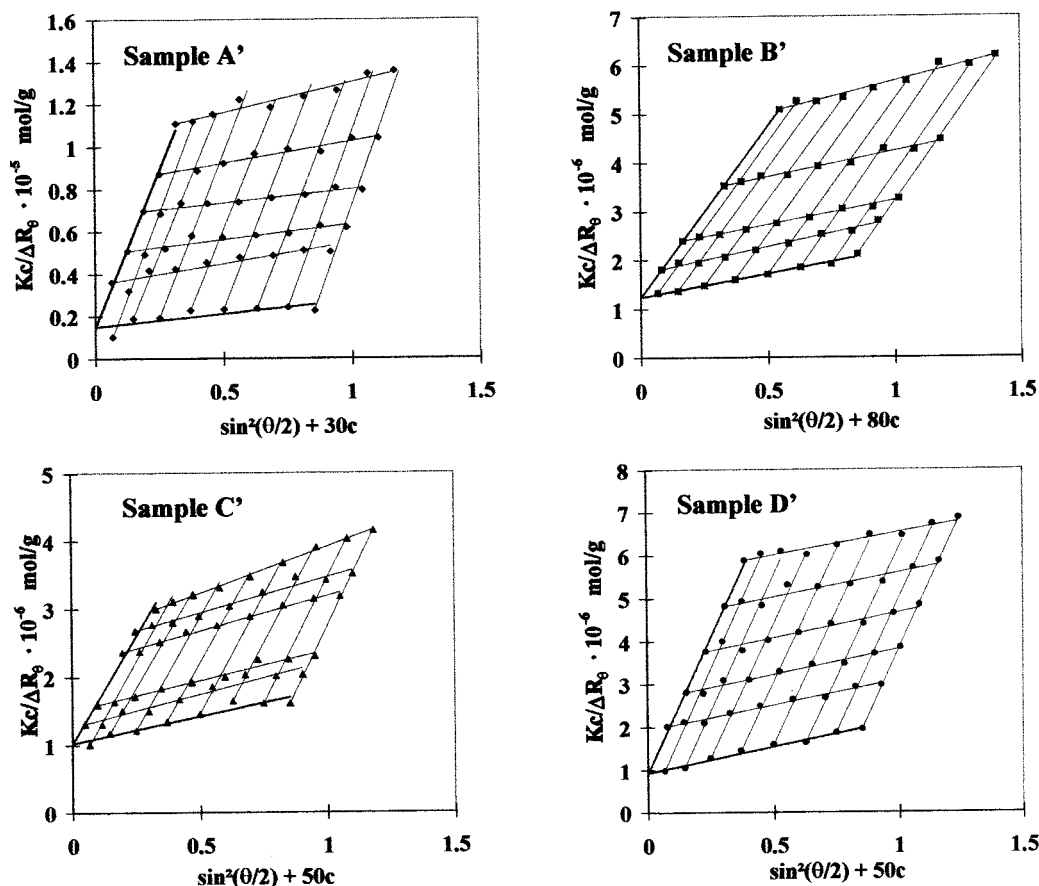 Sample A'
1.6
1.4
1.2
1
0.8
0.6
0.4
0.2
0
Kc/ΔRθ · 10⁻⁵ mol/g
0 0.5 1 1.5
sin²(θ/2) + 30c
Sample B'
7
6
5
4
3
2
1
0
Kc/ΔRθ · 10⁻⁶ mol/g
0 0.5 1 1.5
sin²(θ/2) + 80c
Sample C'
5
4
3
2
1
0
Kc/ΔRθ · 10⁻⁶ mol/g
0 0.5 1 1.5
sin²(θ/2) + 50c
Sample D'
8
7
6
5
4
3
2
1
0
Kc/ΔRθ · 10⁻⁶ mol/g
0 0.5 1 1.5
sin²(θ/2) + 50c